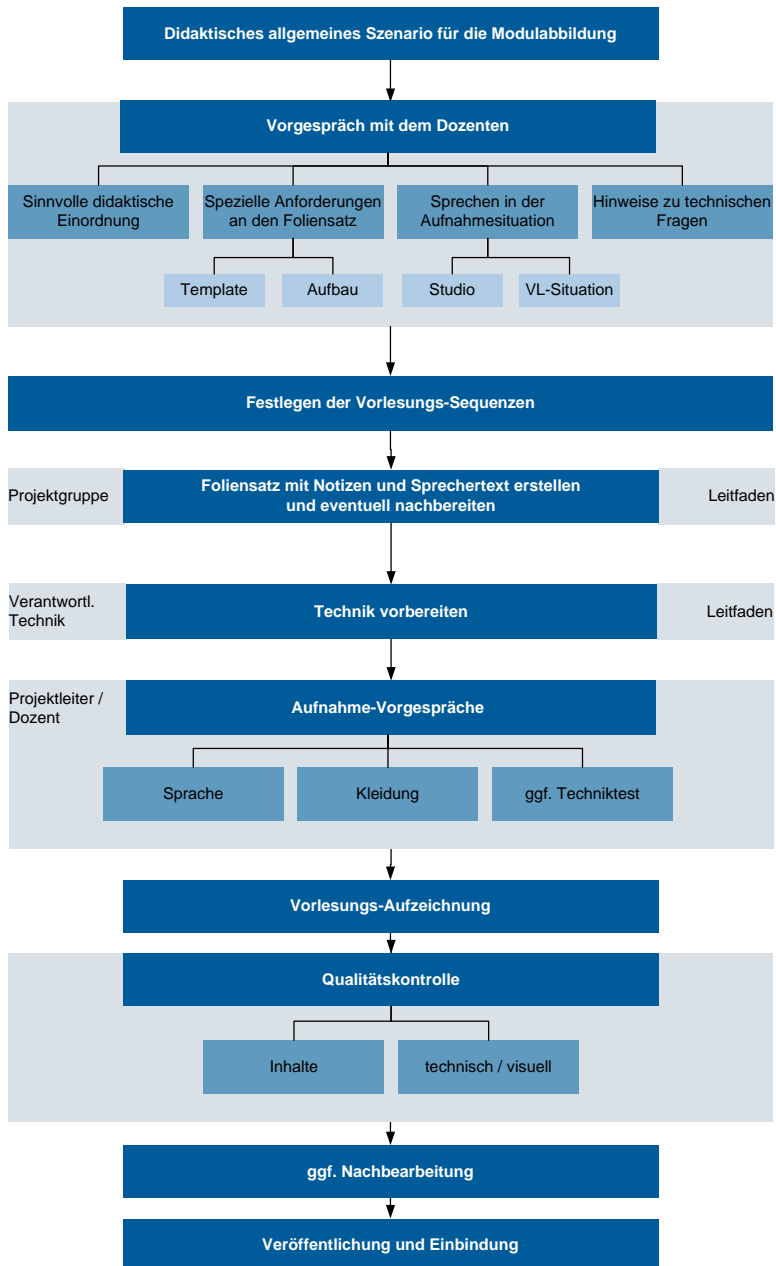 Didaktisches allgemeines Szenario für die Modulabbildung
Vorgespräch mit dem Dozenten
Sinnvolle didaktische
Einordnung
Spezielle Anforderungen
an den Foliensatz
Sprechen in der
Aufnahmesituation
Hinweise zu technischen
Fragen
Template
Aufbau
Studio
VL-Situation
Festlegen der Vorlesungs-Sequenzen
Projektgruppe
Foliensatz mit Notizen und Sprechertext erstellen
und eventuell nachbereiten
Leitfaden
Verantwortl.
Technik
Technik vorbereiten
Leitfaden
Projektleiter /
Dozent
Aufnahme-Vorgespräche
Sprache
Kleidung
ggf. Techniktest
Vorlesungs-Aufzeichnung
Qualitätskontrolle
Inhalte
technisch / visuell
ggf. Nachbearbeitung
Veröffentlichung und Einbindung